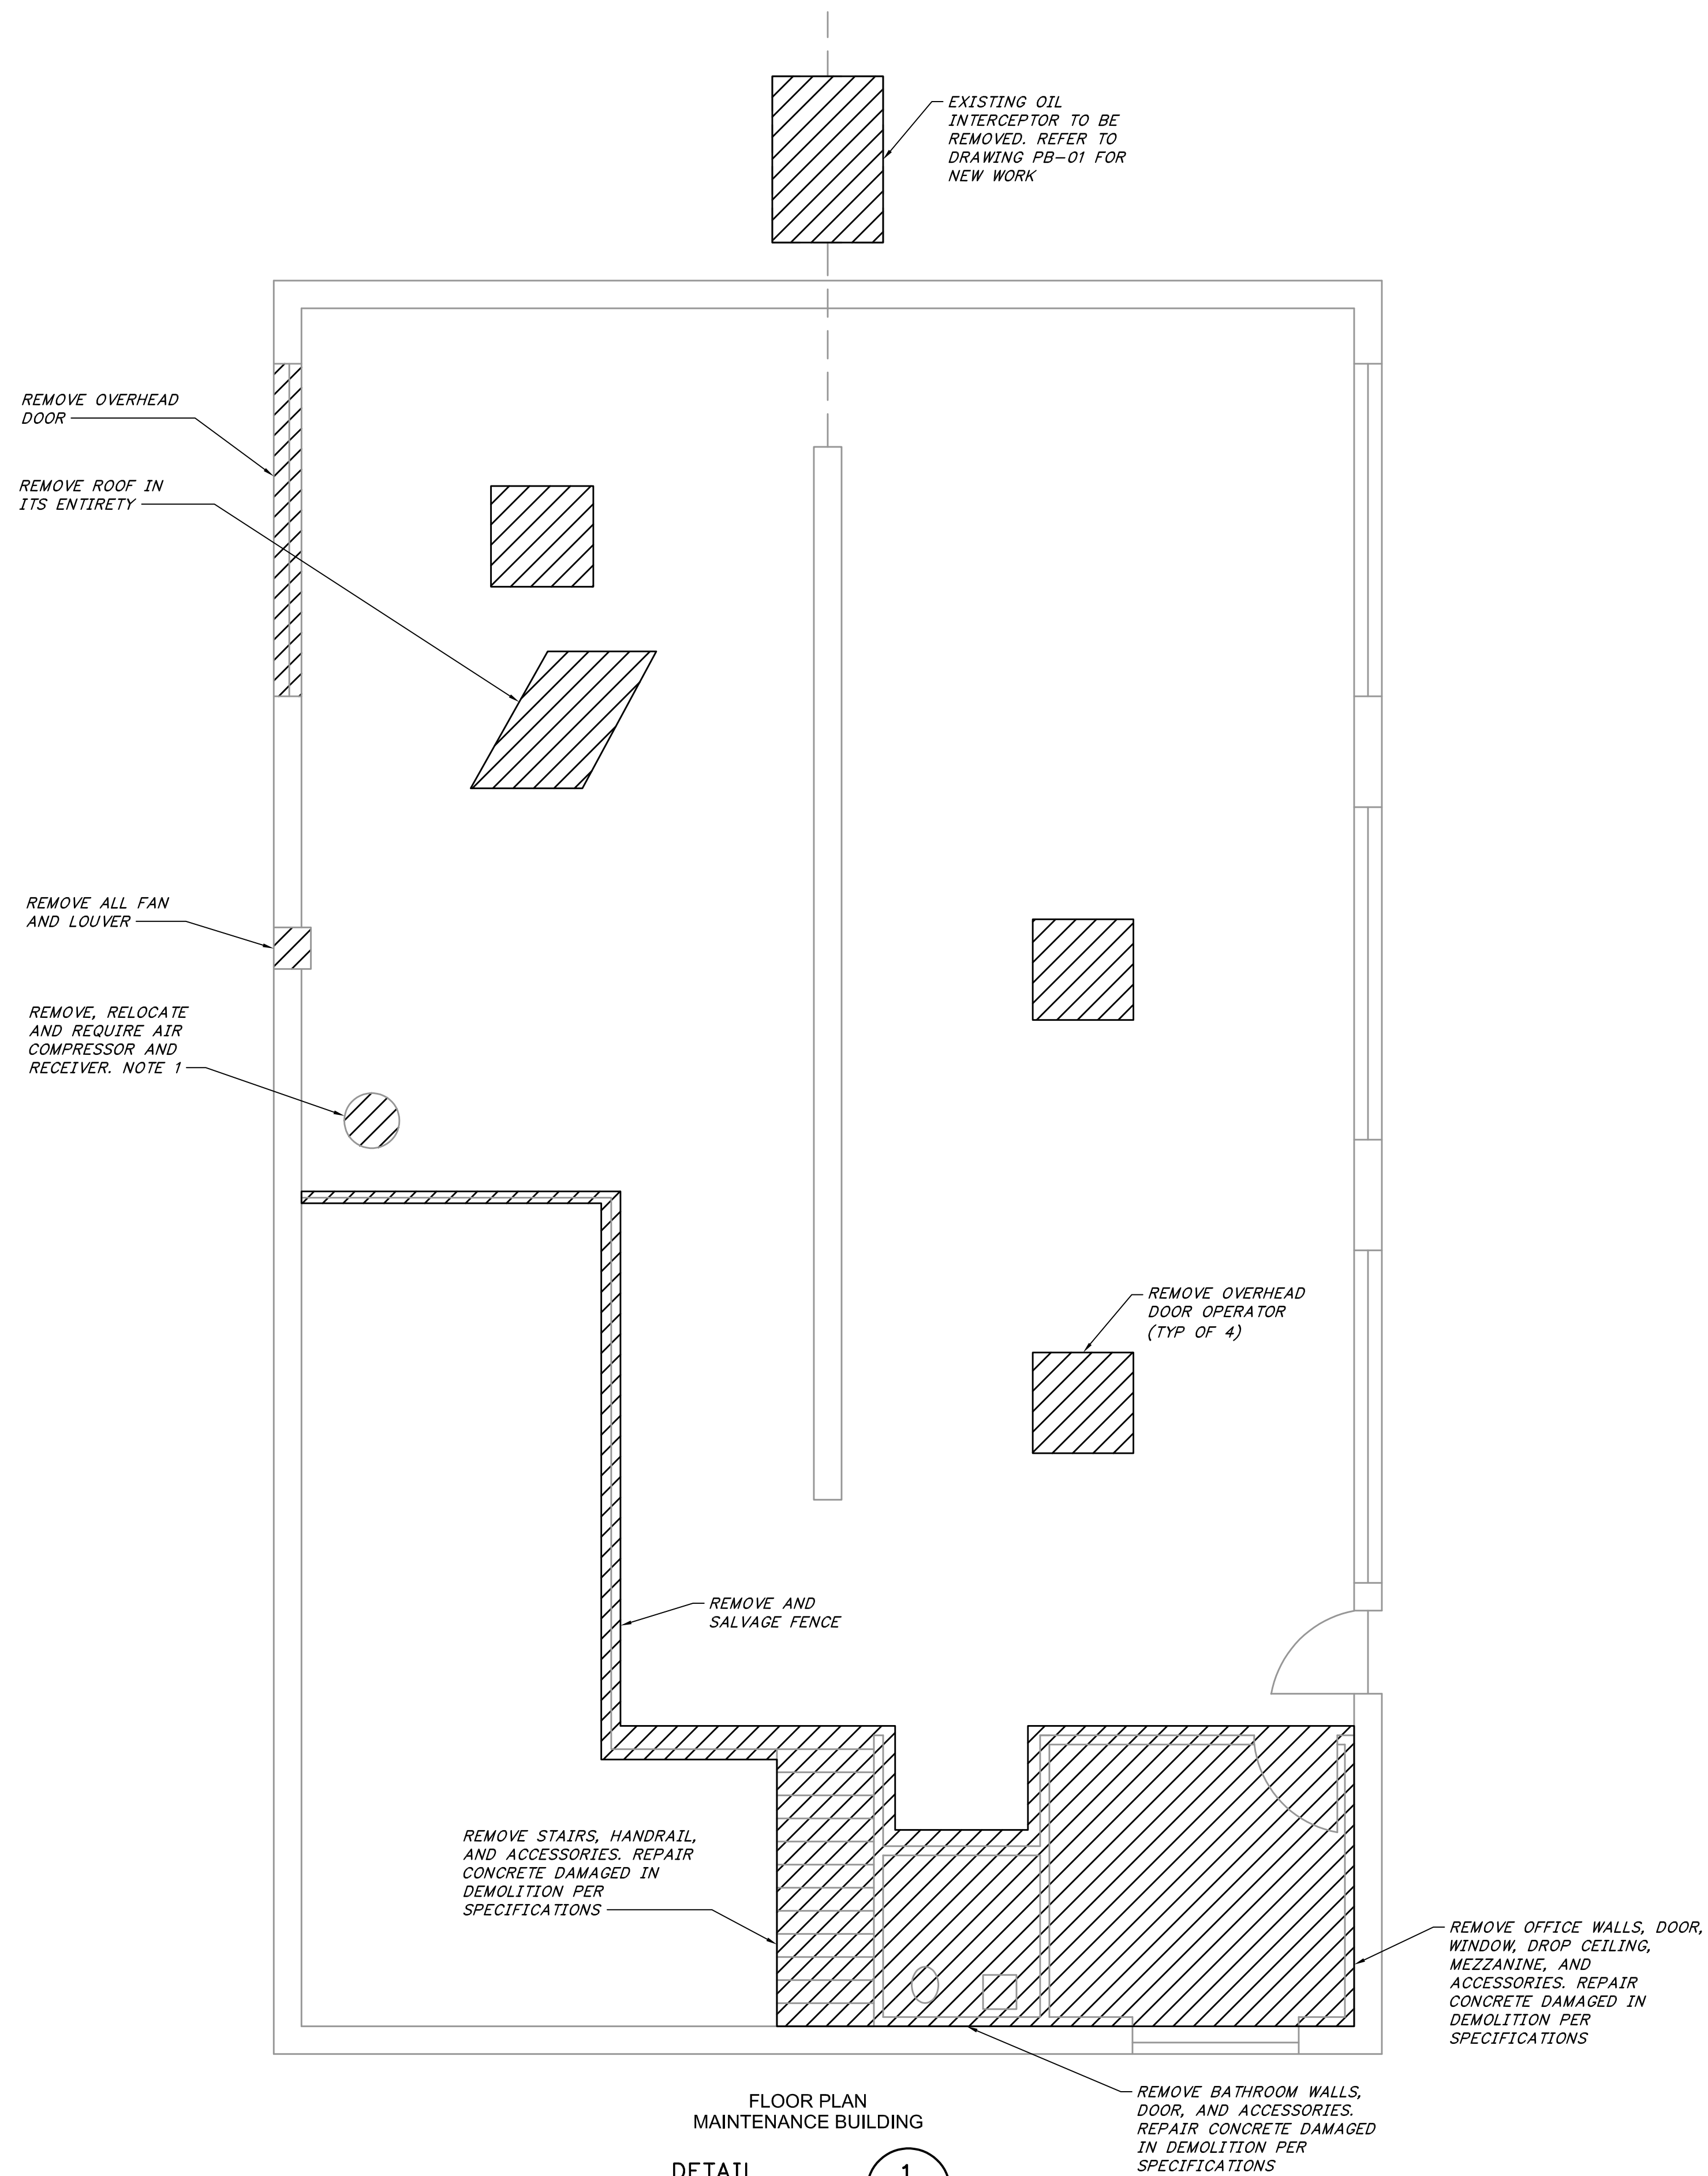 EXISTING OIL
INTERCEPTOR TO BE
REMOVED. REFER TO
DRAWING PB-01 FOR
NEW WORK
REMOVE OVERHEAD
DOOR
REMOVE ROOF IN
ITS ENTIRETY
REMOVE ALL FAN
AND LOUVER
REMOVE, RELOCATE
AND REQUIRE AIR
COMPRESSOR AND
RECEIVER. NOTE 1
REMOVE OVERHEAD
DOOR OPERATOR
(TYP OF 4)
REMOVE AND
SALVAGE FENCE
REMOVE STAIRS, HANDRAIL,
AND ACCESSORIES. REPAIR
CONCRETE DAMAGED IN
DEMOLITION PER
SPECIFICATIONS
REMOVE OFFICE WALLS, DOOR,
WINDOW, DROP CEILING,
MEZZANINE, AND
ACCESSORIES. REPAIR
CONCRETE DAMAGED IN
DEMOLITION PER
SPECIFICATIONS
REMOVE BATHROOM WALLS,
DOOR, AND ACCESSORIES.
REPAIR CONCRETE DAMAGED
IN DEMOLITION PER
SPECIFICATIONS
FLOOR PLAN
MAINTENANCE BUILDING
DETAIL
1